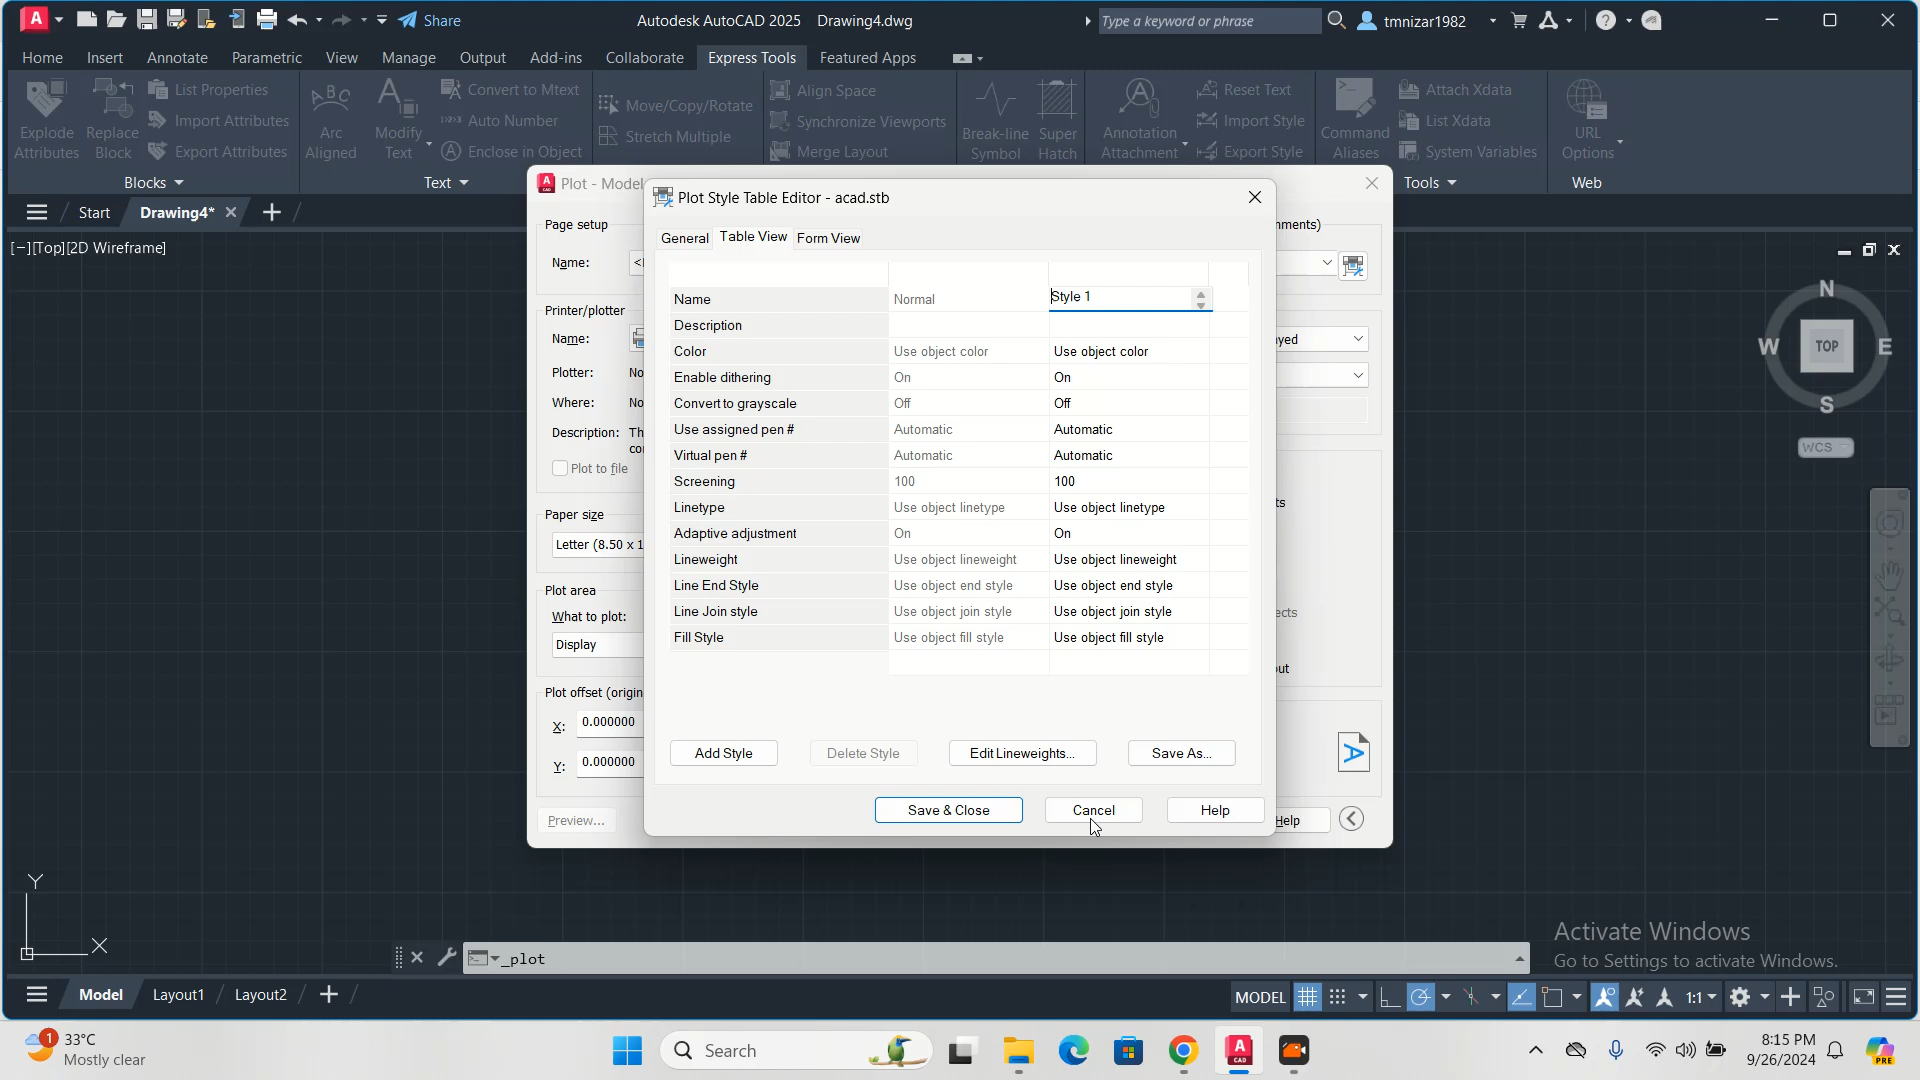 Share
Autodesk AutoCAD 2025 Drawing4.dwg
Type a keyword or phrase
tmnizar1982
Home Insert Annotate Parametric View Manage Output Add-ins Collaborate Express Tools Featured Apps
Explode Attributes
Replace Block
List Properties
Import Attributes
Export Attributes
Blocks
Arc Aligned
Modify Text
Convert to Mtext
Auto Number
Enclose in Object
Text
Move/Copy/Rotate
Stretch Multiple
Align Space
Synchronize Viewports
Merge Layout
Break-line Symbol
Super Hatch
Annotation Attachment
Reset Text
Import Style
Export Style
Command Aliases
Attach Xdata
List Xdata
System Variables
Tools
URL Options
Web
Start Drawing4*
[−][Top][2D Wireframe]
Plot - Model
Page setup
Name:
Printer/plotter
Name:
Plotter: No
Where: No
Description: Th
co
Plot to file
Paper size
Letter (8.50 x 1
Plot area
What to plot:
Display
Plot offset (origin
X: 0.000000
Y: 0.000000
Preview...
nments)
yed
ts
ects
out
Help
Plot Style Table Editor - acad.stb
General Table View Form View
Name Normal Style 1
Description
Color Use object color Use object color
Enable dithering On On
Convert to grayscale Off Off
Use assigned pen # Automatic Automatic
Virtual pen # Automatic Automatic
Screening 100 100
Linetype Use object linetype Use object linetype
Adaptive adjustment On On
Lineweight Use object lineweight Use object lineweight
Line End Style Use object end style Use object end style
Line Join style Use object join style Use object join style
Fill Style Use object fill style Use object fill style
Add Style Delete Style Edit Lineweights... Save As...
Save & Close Cancel Help
N
W TOP E
S
WCS
Y
X
_plot
Activate Windows
Go to Settings to activate Windows.
Model Layout1 Layout2
MODEL 1:1
1
33°C
Mostly clear
Search
8:15 PM
9/26/2024